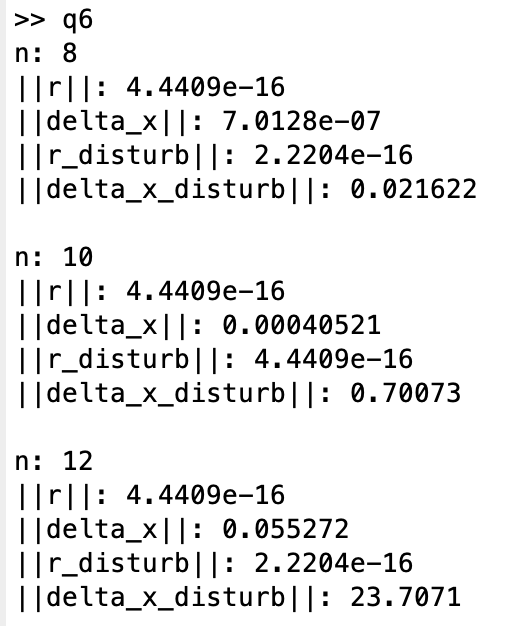 >> q6
n: 8
||r||: 4.4409e-16
||delta_x||: 7.0128e-07
||r_disturb||: 2.2204e-16
||delta_x_disturb||: 0.021622
n: 10
||r||: 4.4409e-16
||delta_x||: 0.00040521
||r_disturb||: 4.4409e-16
||delta_x_disturb||: 0.70073
n: 12
||r||: 4.4409e-16
||delta_x||: 0.055272
||r_disturb||: 2.2204e-16
||delta_x_disturb||: 23.7071